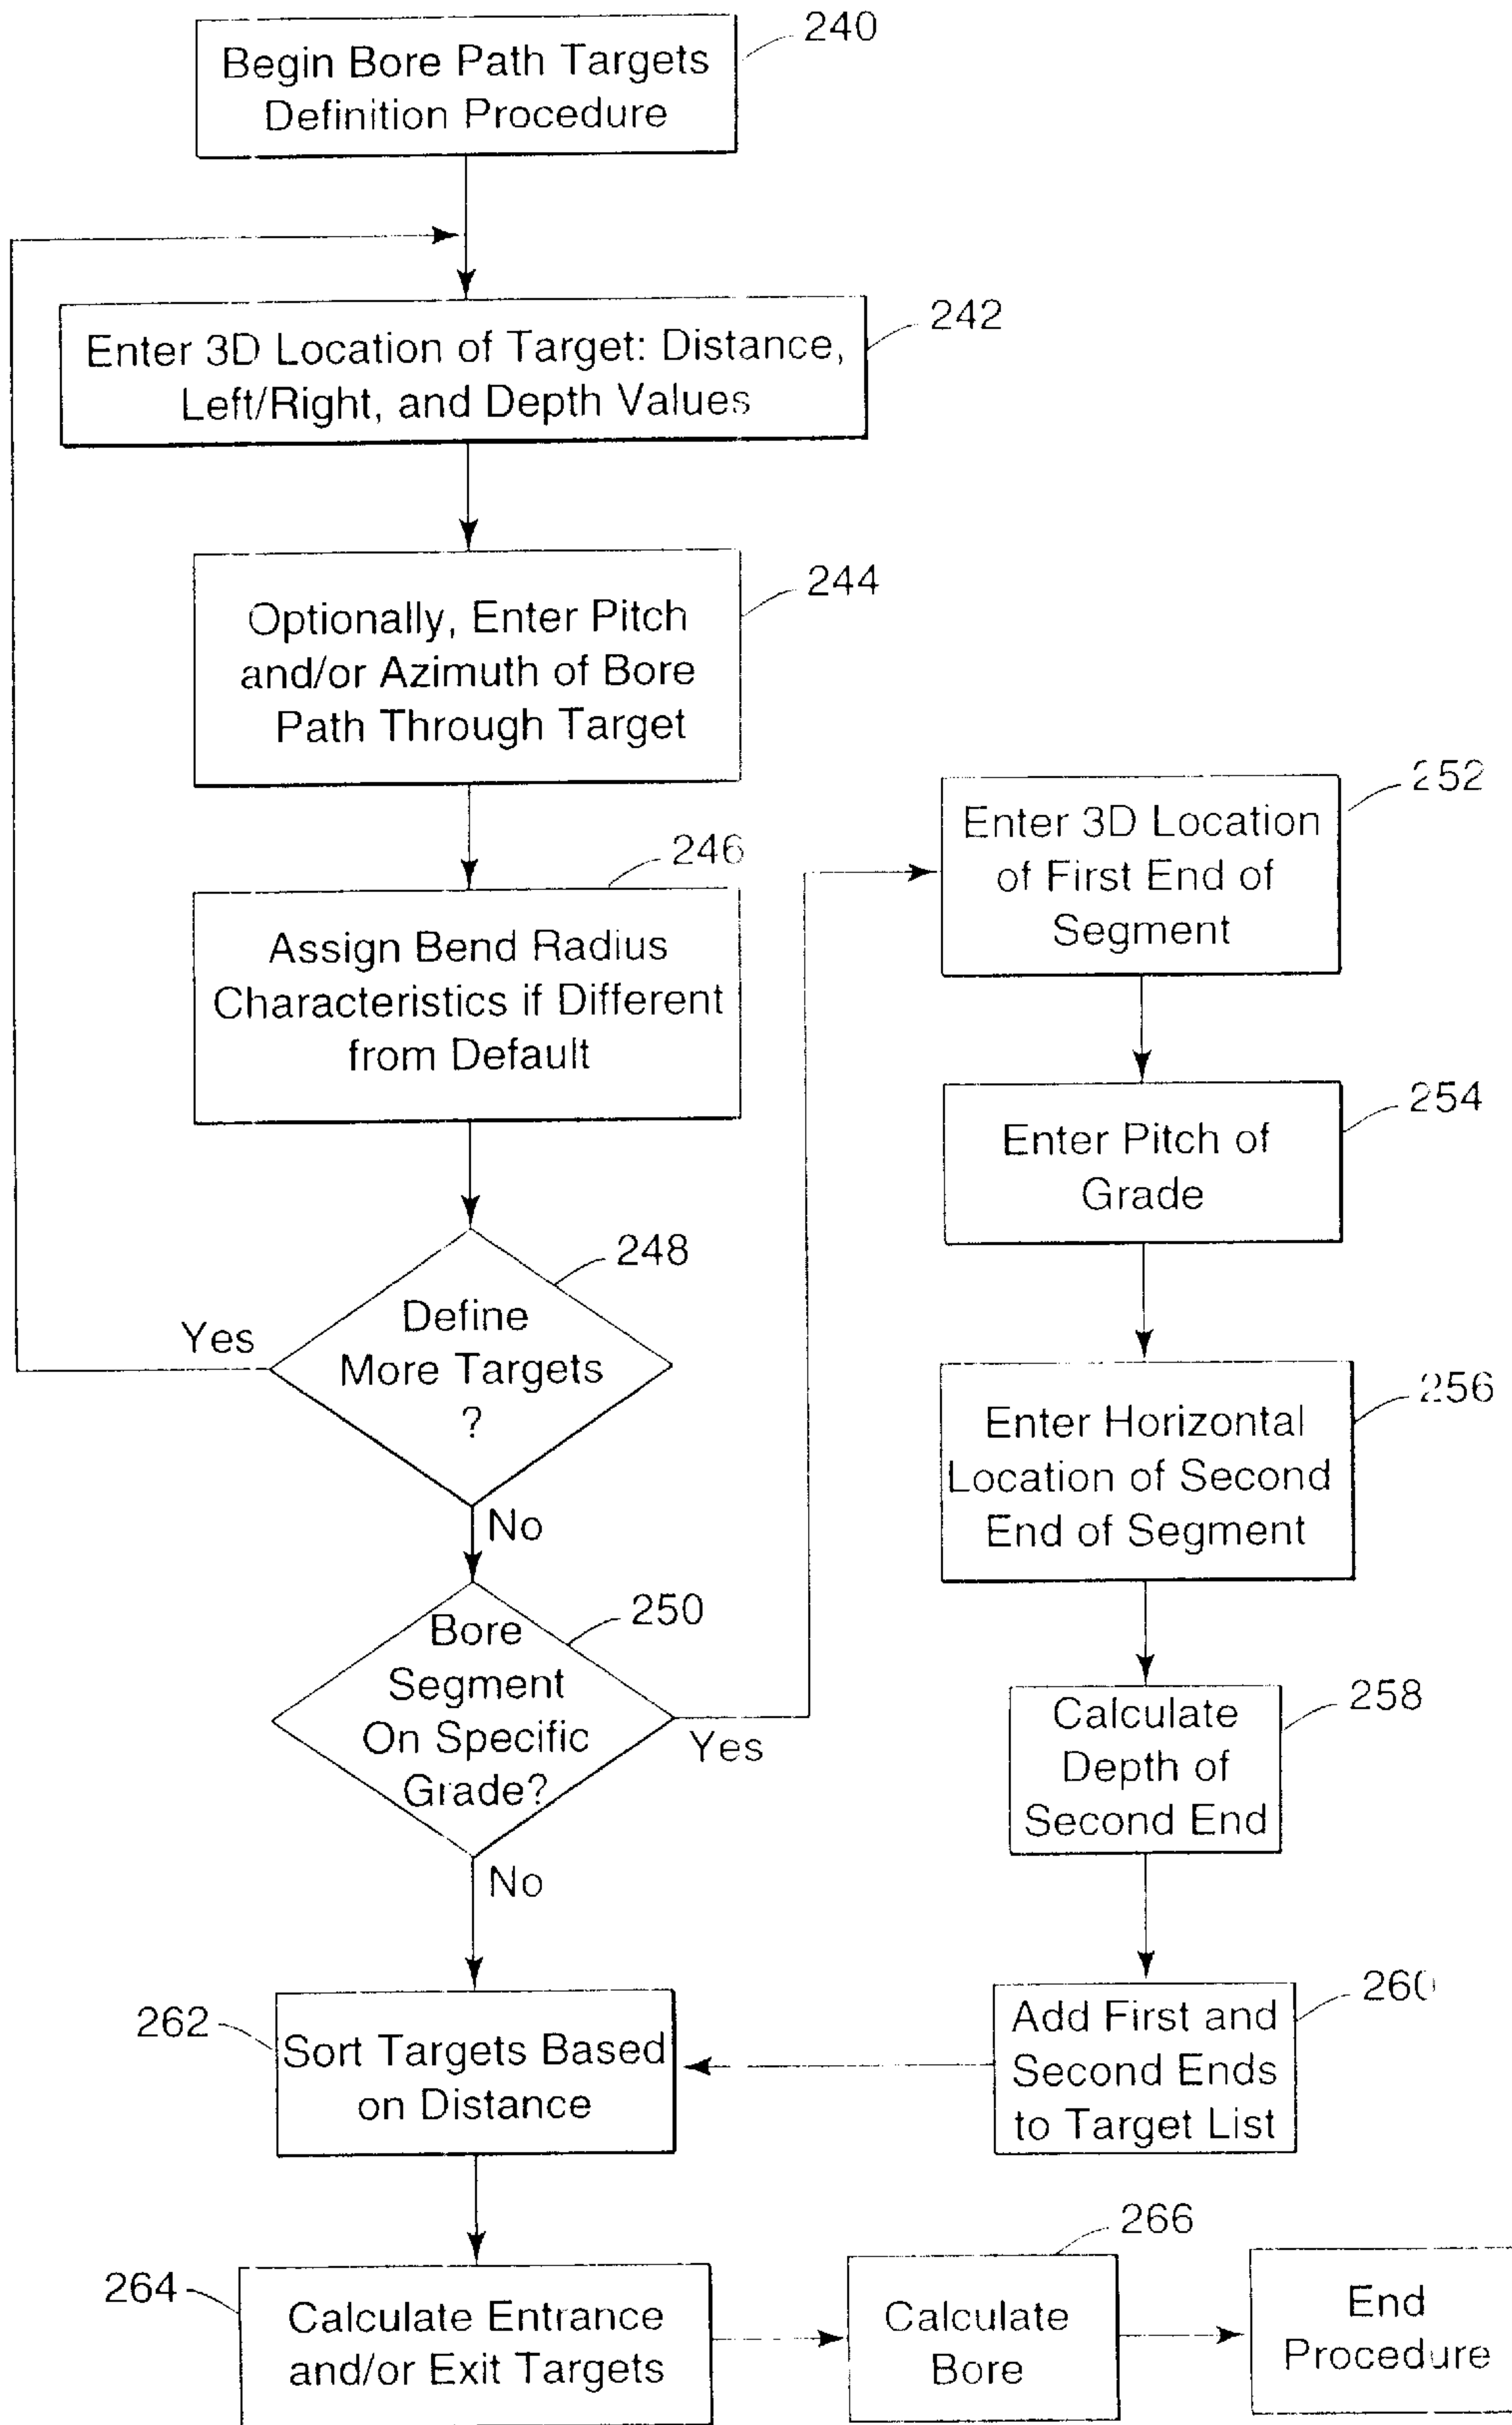 240
Begin Bore Path Targets
Definition Procedure
242
Enter 3D Location of Target: Distance,
Left/Right, and Depth Values
244
Optionally, Enter Pitch
and/or Azimuth of Bore
Path Through Target
246
Assign Bend Radius
Characteristics if Different
from Default
248
Define
More Targets
?
Yes
No
250
Bore
Segment
On Specific
Grade?
Yes
No
252
Enter 3D Location
of First End of
Segment
254
Enter Pitch of
Grade
256
Enter Horizontal
Location of Second
End of Segment
258
Calculate
Depth of
Second End
260
Add First and
Second Ends
to Target List
262
Sort Targets Based
on Distance
264
Calculate Entrance
and/or Exit Targets
266
Calculate
Bore
End
Procedure